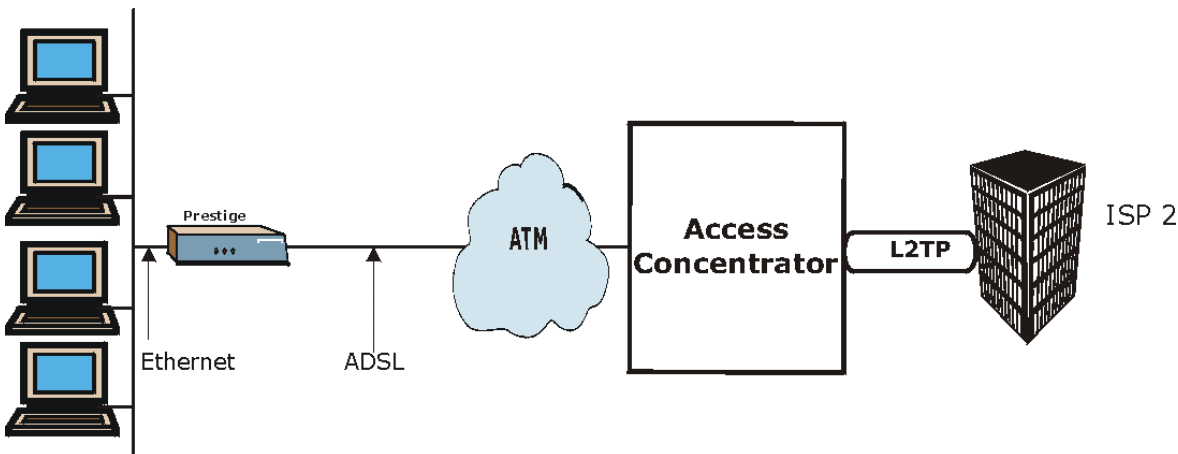 Prestige
ATM
Access
Concentrator
L2TP
ISP 2
Ethernet
ADSL